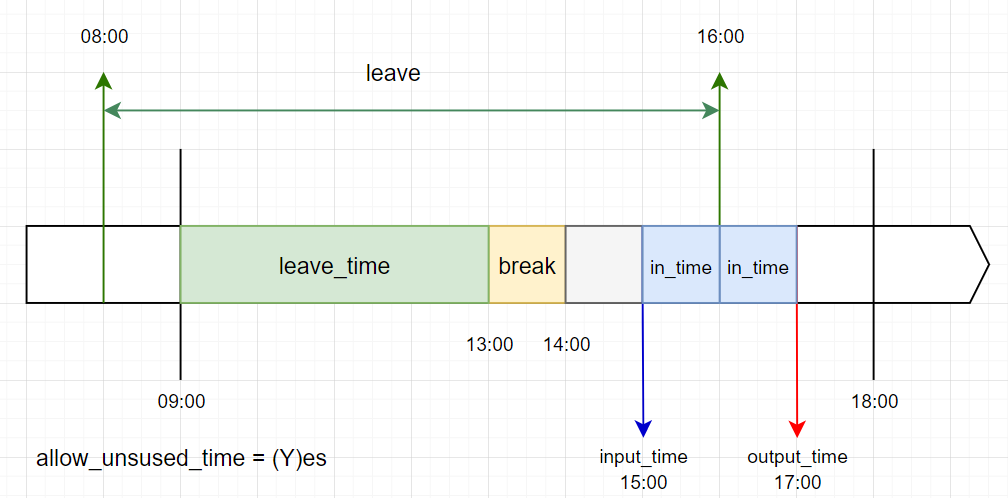 08:00
16:00
leave
leave_time
break
in_time
in_time
13:00
14:00
09:00
18:00
allow_unsused_time = (Y)es
input_time
15:00
output_time
17:00